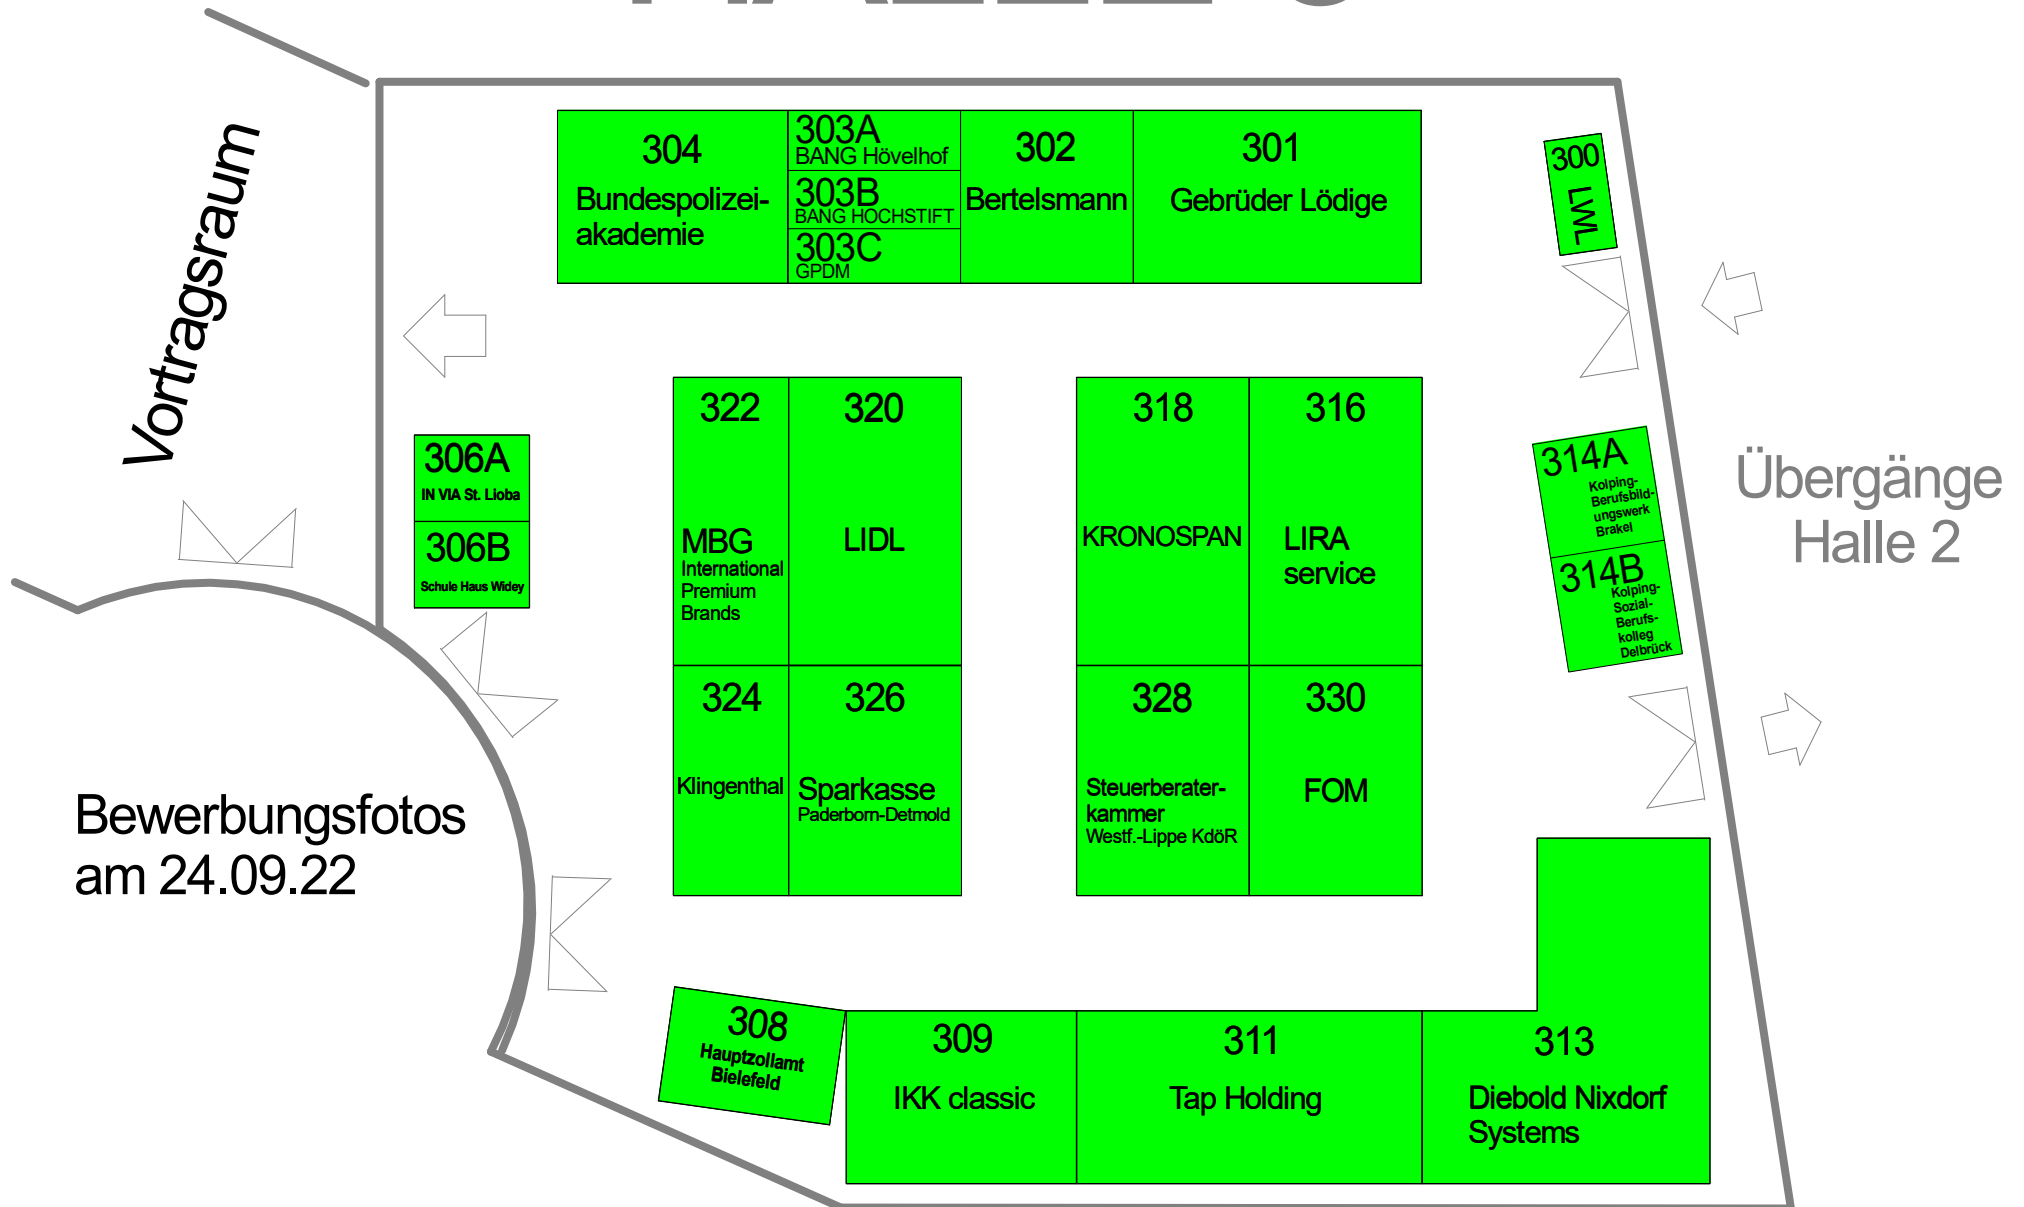 304
Bundespolizei-
akademie
303A
BANG Hövelhof
303B
BANG HOCHSTIFT
303C
GPDM
302
Bertelsmann
301
Gebrüder Lödige
300
LWL
Vortragsraum
306A
IN VIA St. Lioba
306B
Schule Haus Widey
322
MBG
International
Premium
Brands
320
LIDL
318
KRONOSPAN
316
LIRA
service
314A
Kolping-
Berufsbild-
ungswerk
Brakel
314B
Kolping-
Sozial-
Berufs-
kolleg
Delbrück
Übergänge
Halle 2
324
Klingenthal
326
Sparkasse
Paderborn-Detmold
328
Steuerberater-
kammer
Westf.-Lippe KdöR
330
FOM
Bewerbungsfotos
am 24.09.22
308
Hauptzollamt
Bielefeld
309
IKK classic
311
Tap Holding
313
Diebold Nixdorf
Systems